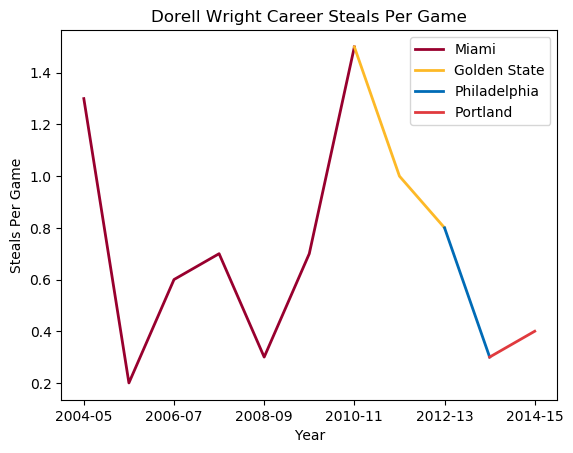 Dorell Wright Career Steals Per Game
Miami
Golden State
Philadelphia
Portland
Steals Per Game
1.4
1.2
1.0
0.8
0.6
0.4
0.2
2004-05
2006-07
2008-09
2010-11
2012-13
2014-15
Year